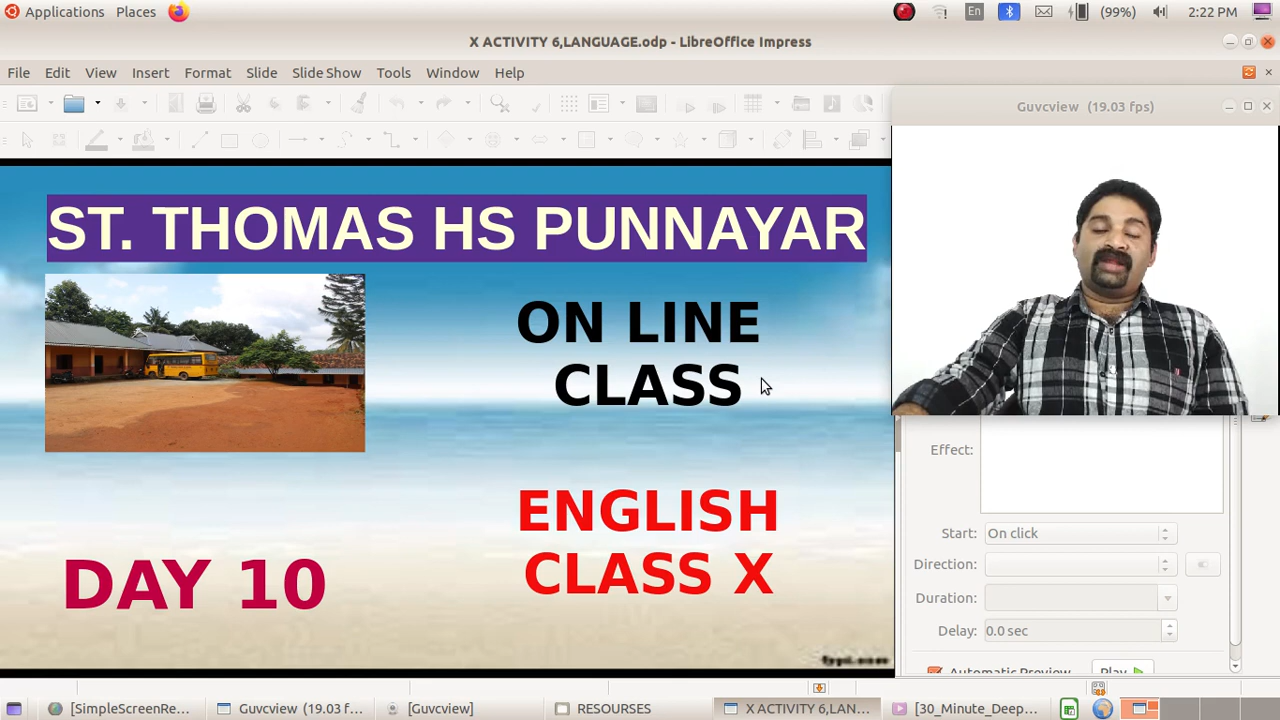 Applications Places
En
(99%)
2:22 PM
X ACTIVITY 6,LANGUAGE.odp - LibreOffice Impress
File Edit View Insert Format Slide Slide Show Tools Window Help
Guvcview (19.03 fps)
ST. THOMAS HS PUNNAYAR
ON LINE
CLASS
ENGLISH
CLASS X
DAY 10
Effect:
Start: On click
Direction:
Duration:
Delay: 0.0 sec
Automatic Preview
Play
[SimpleScreenRe...
Guvcview (19.03 f...
[Guvcview]
RESOURSES
X ACTIVITY 6,LAN...
[30_Minute_Deep...